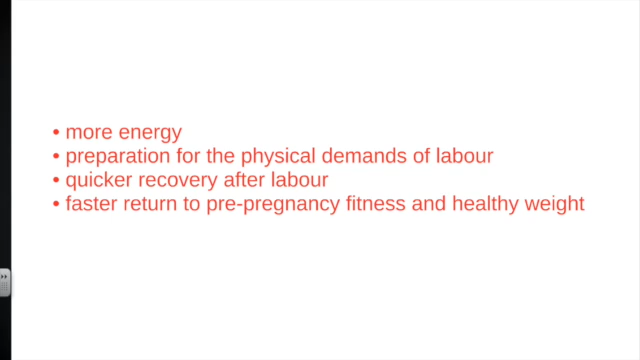 • more energy
• preparation for the physical demands of labour
• quicker recovery after labour
• faster return to pre-pregnancy fitness and healthy weight